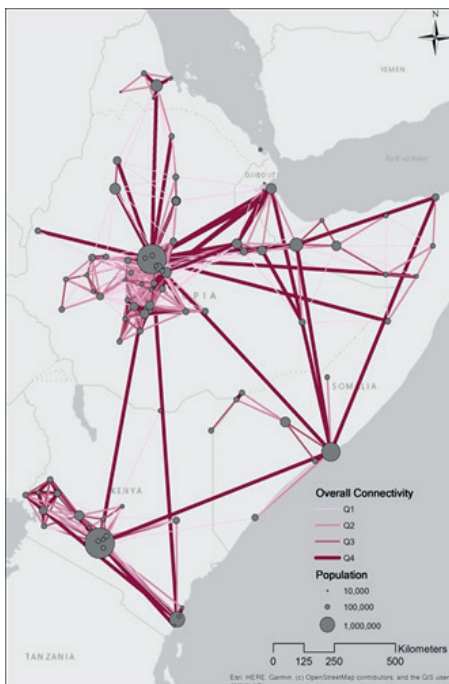 N
YEMEN
Gulf of Aden
DJIBOUTI
P I A
SOMALIA
KENYA
Overall Connectivity
Q1
Q2
Q3
Q4
Population
10,000
100,000
1,000,000
Kilometers
0 125 250 500
TANZANIA
Esri, HERE, Garmin, (c) OpenStreetMap contributors, and the GIS user